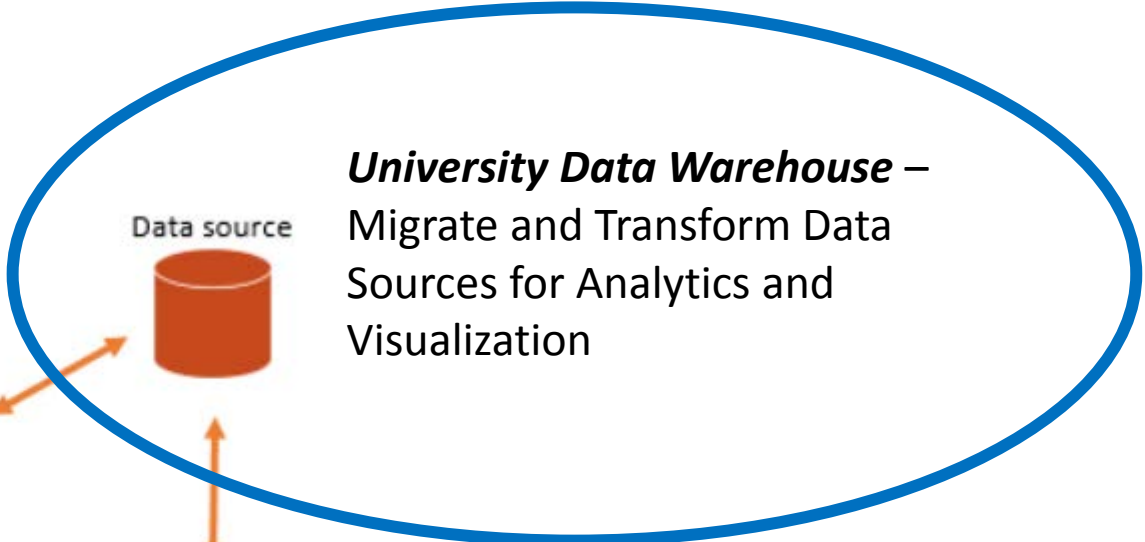 Data source
University Data Warehouse –
Migrate and Transform Data
Sources for Analytics and
Visualization